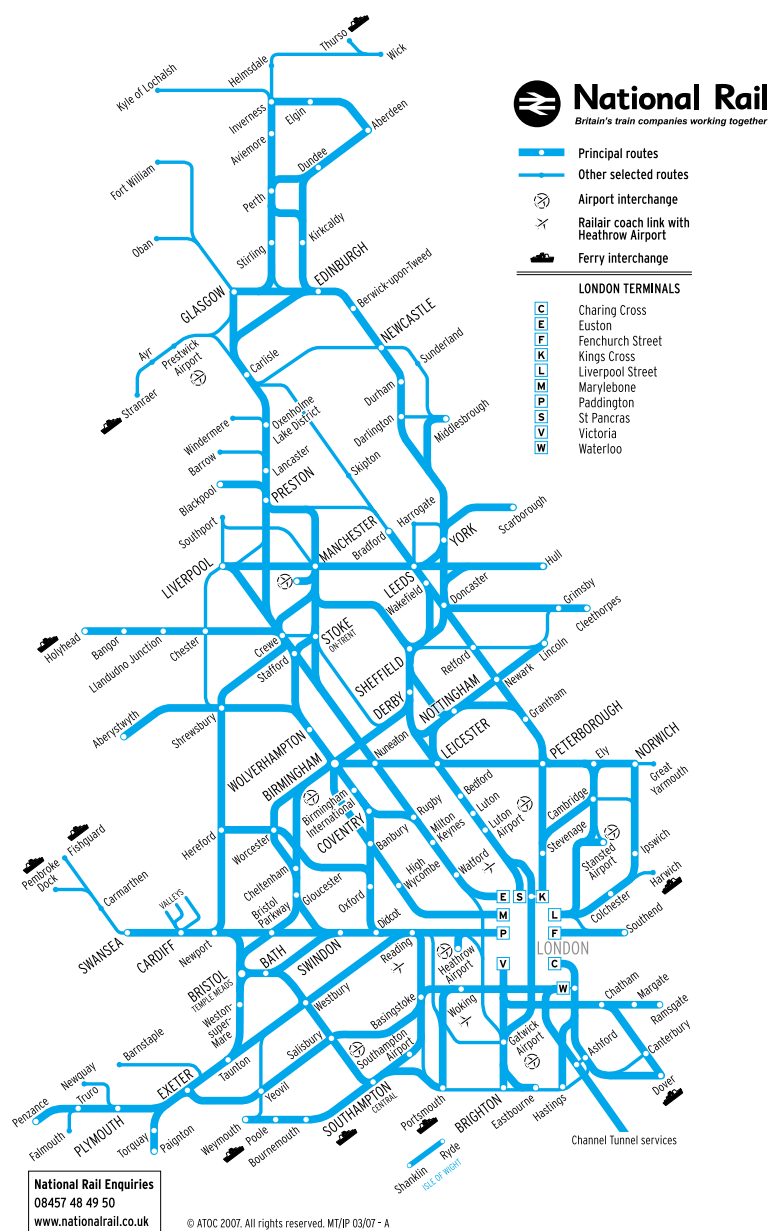 Thurso
Wick
Helmsdale
Kyle of Lochalsh
Inverness
Elgin
Aberdeen
Aviemore
Dundee
Fort William
Perth
Kirkcaldy
Oban
Stirling
EDINBURGH
GLASGOW
Berwick-upon-Tweed
NEWCASTLE
Sunderland
Ayr
Prestwick
Airport
Carlisle
Stranraer
Durham
Oxenholme
Lake District
Darlington
Middlesbrough
Windermere
Barrow
Lancaster
Skipton
Blackpool
PRESTON
Southport
MANCHESTER
Bradford
Harrogate
YORK
Scarborough
LIVERPOOL
LEEDS
Wakefield
Doncaster
Hull
Grimsby
Cleethorpes
Holyhead
Bangor
Llandudno Junction
Chester
Crewe
Stafford
STOKE
ON-TRENT
SHEFFIELD
Retford
Lincoln
Newark
DERBY
NOTTINGHAM
Grantham
Aberystwyth
Shrewsbury
WOLVERHAMPTON
BIRMINGHAM
Nuneaton
LEICESTER
PETERBOROUGH
Ely
NORWICH
Great
Yarmouth
Birmingham
International
COVENTRY
Rugby
Bedford
Luton
Luton
Airport
Cambridge
Stevenage
Stansted
Airport
Ipswich
Harwich
Hereford
Worcester
Banbury
Milton
Keynes
Watford
High
Wycombe
Colchester
Southend
Pembroke
Dock
Fishguard
Carmarthen
VALLEYS
Cheltenham
Gloucester
Bristol
Parkway
Oxford
Didcot
E
S
K
M
L
P
F
V
C
W
LONDON
SWANSEA
CARDIFF
Newport
BATH
SWINDON
Reading
Heathrow
Airport
BRISTOL
TEMPLE MEADS
Weston-
super-
Mare
Westbury
Basingstoke
Woking
Gatwick
Airport
Chatham
Margate
Ramsgate
Canterbury
Ashford
Dover
Barnstaple
Taunton
Salisbury
Southampton
Airport
Newquay
Truro
EXETER
Yeovil
Penzance
Falmouth
PLYMOUTH
Torquay
Paignton
Weymouth
Poole
Bournemouth
SOUTHAMPTON
CENTRAL
Portsmouth
BRIGHTON
Eastbourne
Hastings
Channel Tunnel services
Shanklin
Ryde
ISLE OF WIGHT
National Rail
Britain's train companies working together
Principal routes
Other selected routes
Airport interchange
Railair coach link with
Heathrow Airport
Ferry interchange
LONDON TERMINALS
C Charing Cross
E Euston
F Fenchurch Street
K Kings Cross
L Liverpool Street
M Marylebone
P Paddington
S St Pancras
V Victoria
W Waterloo
National Rail Enquiries
08457 48 49 50
www.nationalrail.co.uk
© ATOC 2007. All rights reserved. MT/IP 03/07 - A